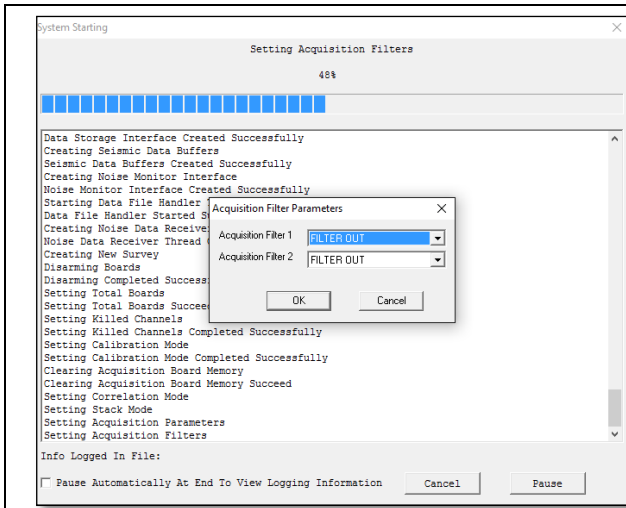 System Starting
Setting Acquisition Filters
48%
Data Storage Interface Created Successfully
Creating Seismic Data Buffers
Seismic Data Buffers Created Successfully
Creating Noise Monitor Interface
Noise Monitor Interface Created Successfully
Starting Data File Handler
Data File Handler Started
Creating Noise Data
Noise Data Receiver Thread
Creating New Survey
Disarming Boards
Disarming Completed
Setting Total Boards
Setting Total Boards
Setting Killed Channels
Setting Killed Channels Completed Successfully
Setting Calibration Mode
Setting Calibration Mode Completed Successfully
Clearing Acquisition Board Memory
Clearing Acquisition Board Memory Succeed
Setting Correlation Mode
Setting Stack Mode
Setting Acquisition Parameters
Setting Acquisition Filters
Acquisition Filter Parameters
Acquisition Filter 1 FILTER OUT
Acquisition Filter 2 FILTER OUT
OK Cancel
Info Logged In File:
Pause Automatically At End To View Logging Information Cancel Pause